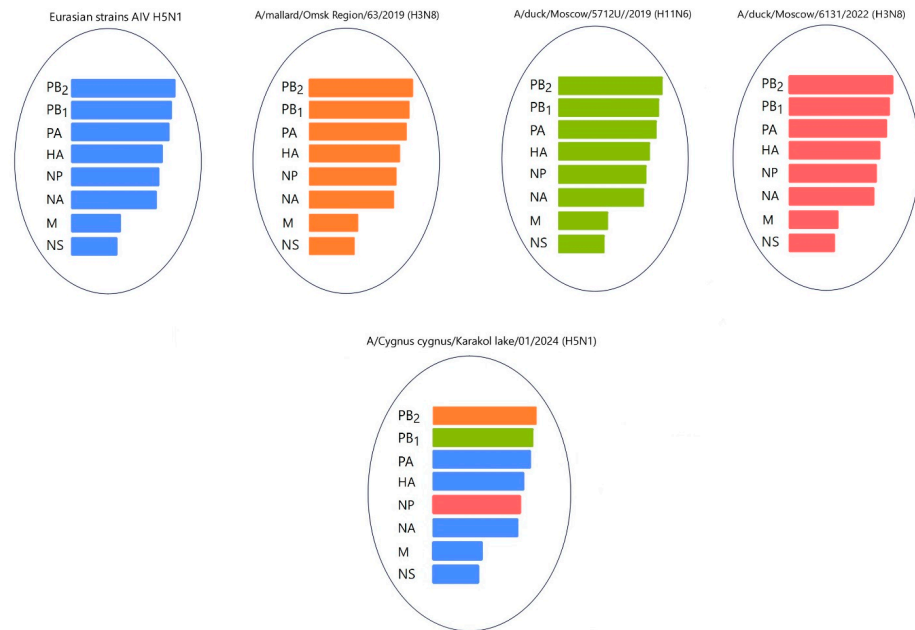 Eurasian strains AIV H5N1
A/mallard/Omsk Region/63/2019 (H3N8)
A/duck/Moscow/5712U//2019 (H11N6)
A/duck/Moscow/6131/2022 (H3N8)
PB2
PB1
PA
HA
NP
NA
M
NS
PB2
PB1
PA
HA
NP
NA
M
NS
PB2
PB1
PA
HA
NP
NA
M
NS
PB2
PB1
PA
HA
NP
NA
M
NS
A/Cygnus cygnus/Karakol lake/01/2024 (H5N1)
PB2
PB1
PA
HA
NP
NA
M
NS